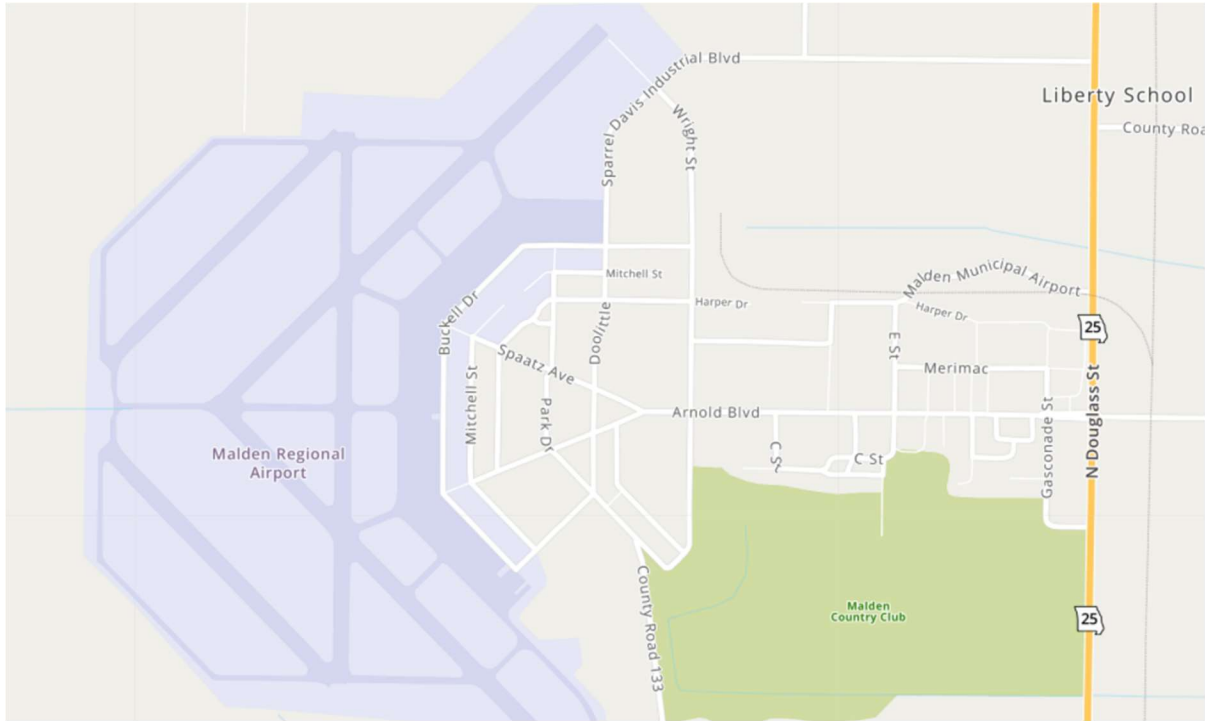 Sparrel Davis Industrial Blvd
Liberty School
Wright St
County Roa
Mitchell St
Malden Municipal Airport
Buckell Dr
Harper Dr
Harper Dr
Doolittle
25
E St
Spaatz Ave
Merimac
Mitchell St
Park Dr
Arnold Blvd
N Douglass St
Gasconade St
Malden Regional
Airport
C St
C St
Malden
Country Club
25
County Road 133